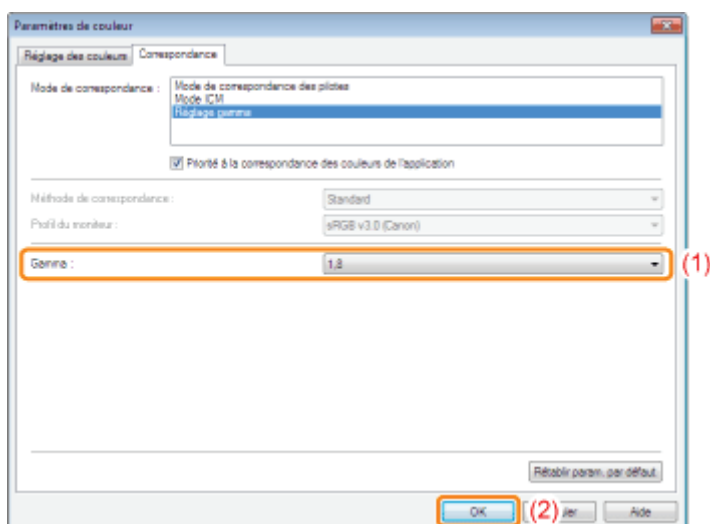 Paramètres de couleur
Réglage des couleurs Correspondance
Mode de correspondance :
Mode de correspondance des pilotes
Mode ICM
Réglage gamma
Priorité à la correspondance des couleurs de l'application
Méthode de correspondance : Standard
Profil du moniteur : sRGB v3.0 (Canon)
Gamma : 1,8 (1)
Rétablir param. par défaut
OK (2) ler Aide